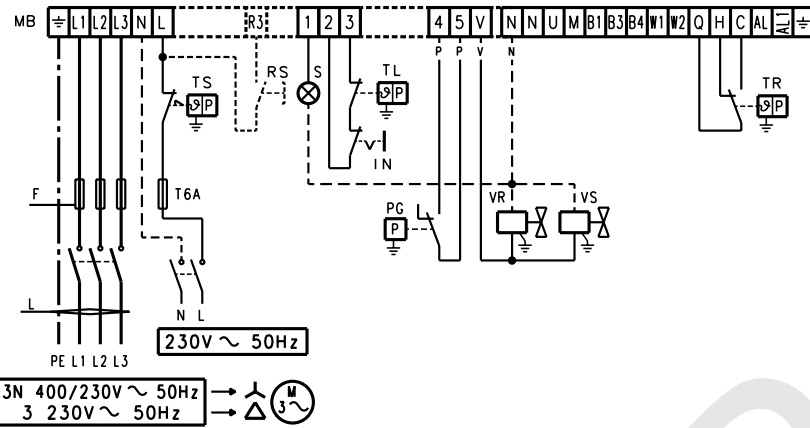 MB L1 L2 L3 N L R3 1 2 3 4 5 V N N U M B1 B3 B4 W1 W2 Q H C AL AL1
P P V N
TS RS S TL TR
ϑ P ϑ P ϑ P
IN
F T6A PG VR VS
P
L
N L
230V ~ 50Hz
PE L1 L2 L3
3N 400/230V ~ 50Hz
3 230V ~ 50Hz
M
3~